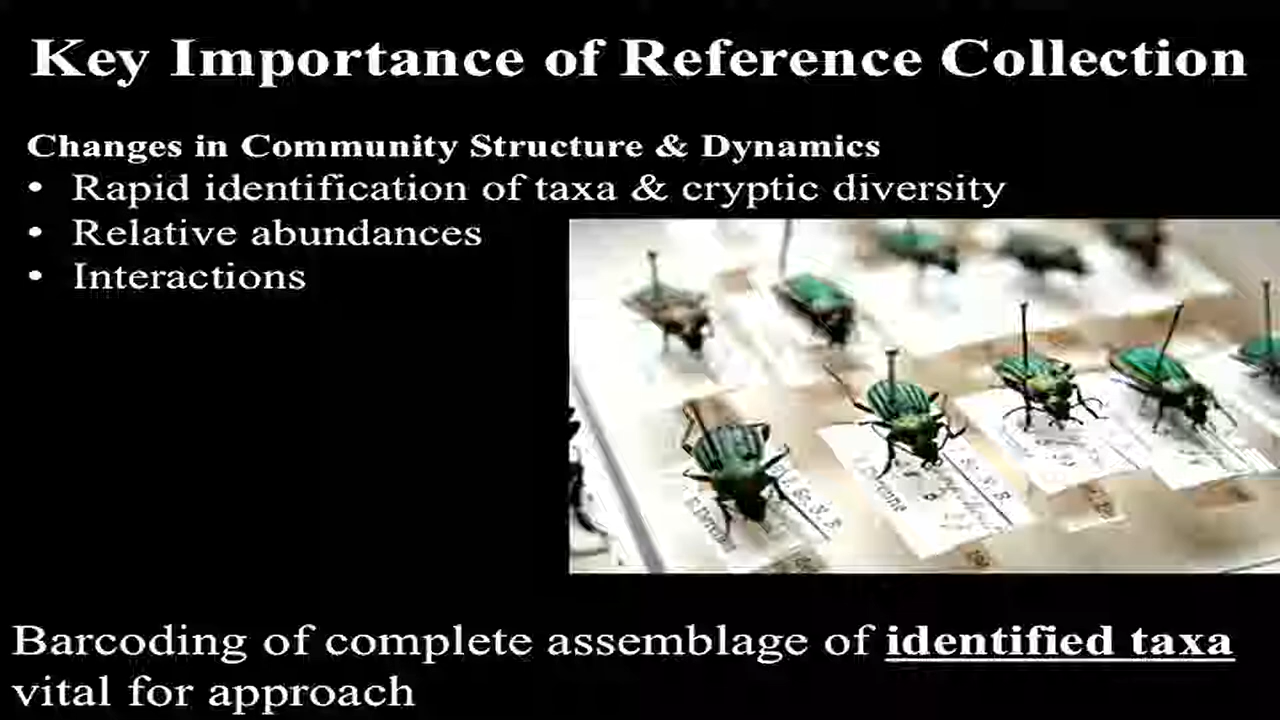 Key Importance of Reference Collection
Changes in Community Structure & Dynamics
• Rapid identification of taxa & cryptic diversity
• Relative abundances
• Interactions
Barcoding of complete assemblage of identified taxa
vital for approach